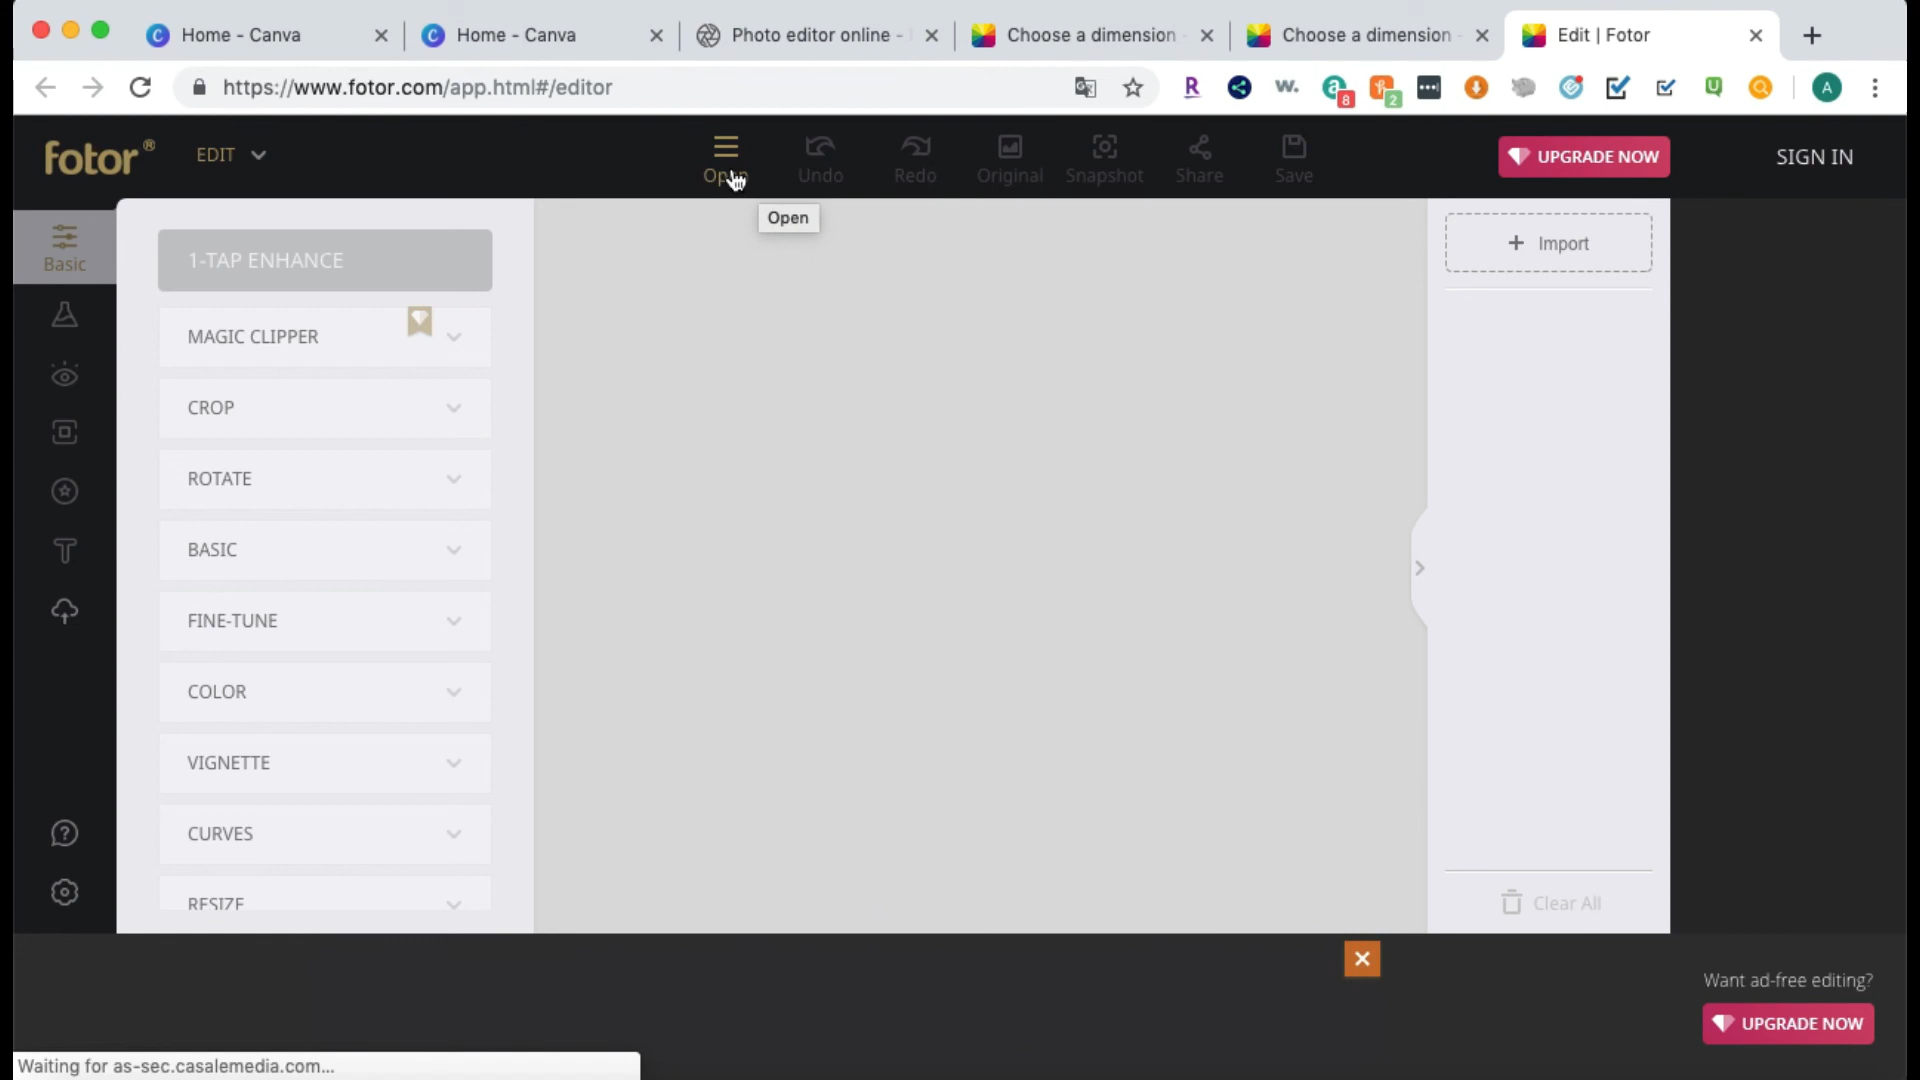 Home - Canva
Home - Canva
Photo editor online -
Choose a dimension
Choose a dimension -
Edit | Fotor
https://www.fotor.com/app.html#/editor
R
w.
a
8
2
U
A
fotor®
EDIT
Open
Undo
Redo
Original
Snapshot
Share
Save
UPGRADE NOW
SIGN IN
Open
Basic
1-TAP ENHANCE
MAGIC CLIPPER
CROP
ROTATE
BASIC
FINE-TUNE
COLOR
VIGNETTE
CURVES
RESIZE
+ Import
Clear All
Want ad-free editing?
UPGRADE NOW
Waiting for as-sec.casalemedia.com...